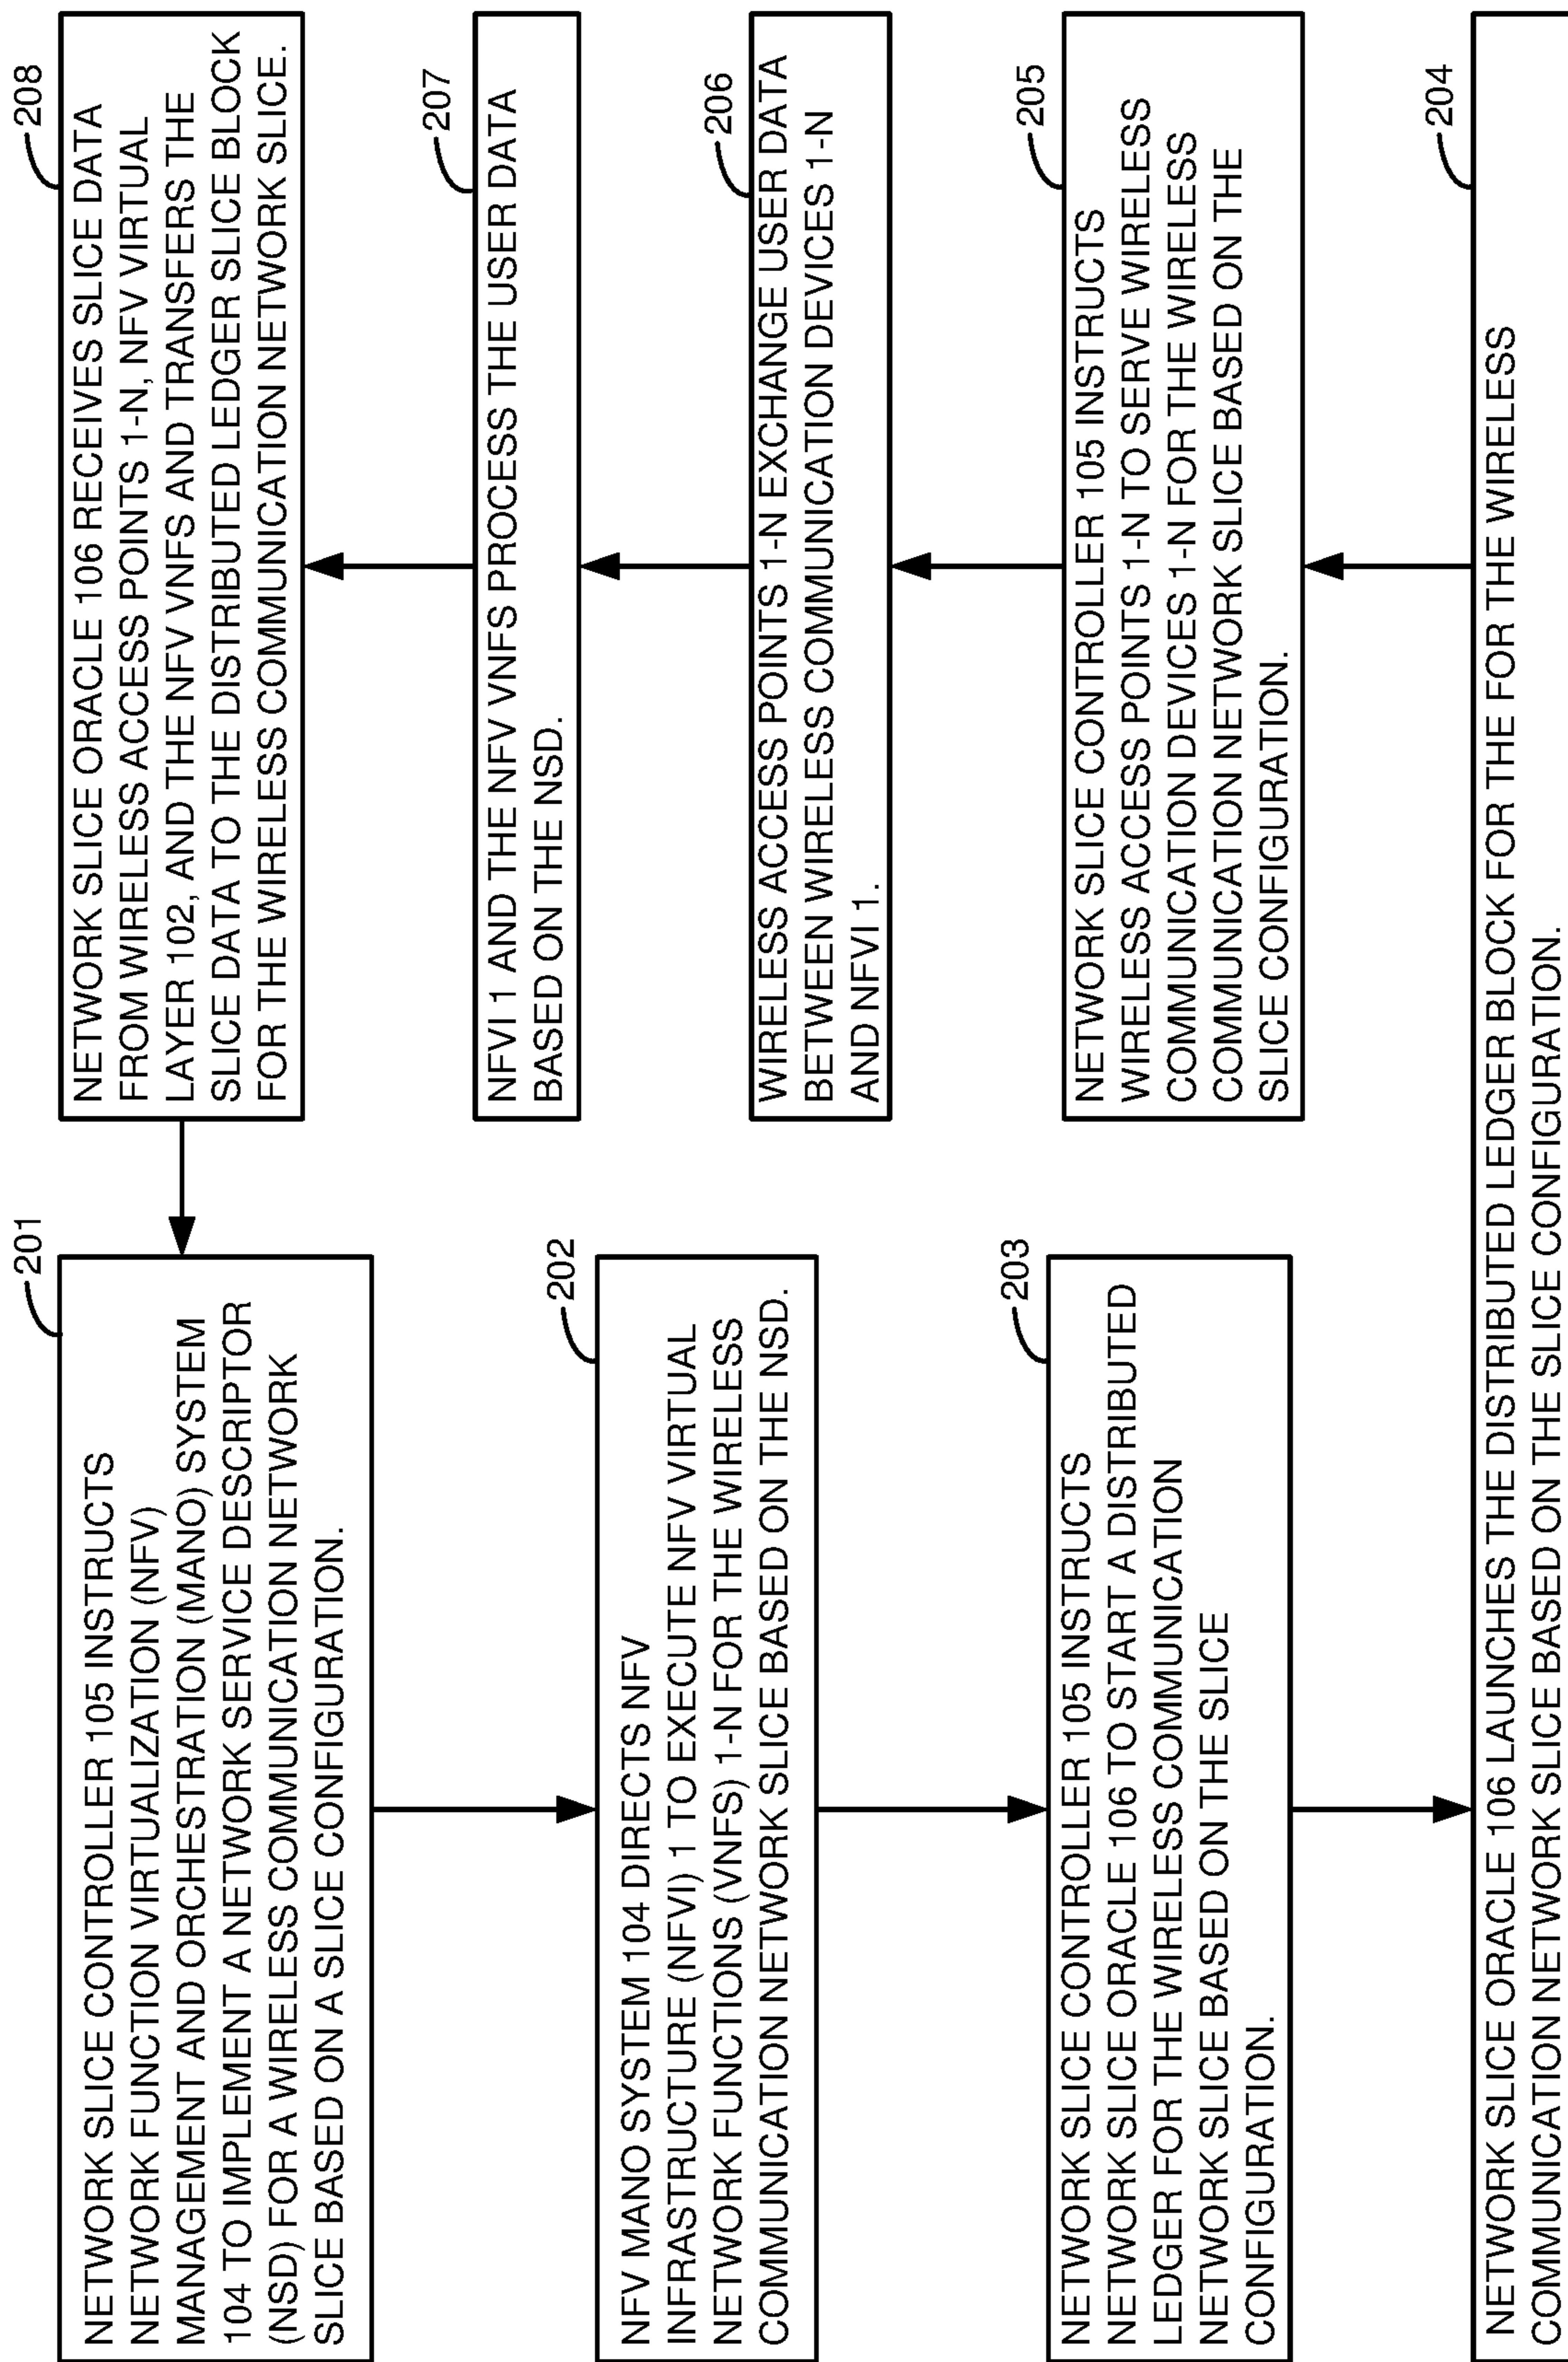 201
NETWORK SLICE CONTROLLER 105 INSTRUCTS
NETWORK FUNCTION VIRTUALIZATION (NFV)
MANAGEMENT AND ORCHESTRATION (MANO) SYSTEM
104 TO IMPLEMENT A NETWORK SERVICE DESCRIPTOR
(NSD) FOR A WIRELESS COMMUNICATION NETWORK
SLICE BASED ON A SLICE CONFIGURATION.
202
NFV MANO SYSTEM 104 DIRECTS NFV
INFRASTRUCTURE (NFVI) 1 TO EXECUTE NFV VIRTUAL
NETWORK FUNCTIONS (VNFS) 1-N FOR THE WIRELESS
COMMUNICATION NETWORK SLICE BASED ON THE NSD.
203
NETWORK SLICE CONTROLLER 105 INSTRUCTS
NETWORK SLICE ORACLE 106 TO START A DISTRIBUTED
LEDGER FOR THE WIRELESS COMMUNICATION
NETWORK SLICE BASED ON THE SLICE
CONFIGURATION.
204
NETWORK SLICE ORACLE 106 LAUNCHES THE DISTRIBUTED LEDGER BLOCK FOR THE FOR THE WIRELESS
COMMUNICATION NETWORK SLICE BASED ON THE SLICE CONFIGURATION.
205
NETWORK SLICE CONTROLLER 105 INSTRUCTS
WIRELESS ACCESS POINTS 1-N TO SERVE WIRELESS
COMMUNICATION DEVICES 1-N FOR THE WIRELESS
COMMUNICATION NETWORK SLICE BASED ON THE
SLICE CONFIGURATION.
206
WIRELESS ACCESS POINTS 1-N EXCHANGE USER DATA
BETWEEN WIRELESS COMMUNICATION DEVICES 1-N
AND NFVI 1.
207
NFVI 1 AND THE NFV VNFS PROCESS THE USER DATA
BASED ON THE NSD.
208
NETWORK SLICE ORACLE 106 RECEIVES SLICE DATA
FROM WIRELESS ACCESS POINTS 1-N, NFV VIRTUAL
LAYER 102, AND THE NFV VNFS AND TRANSFERS THE
SLICE DATA TO THE DISTRIBUTED LEDGER SLICE BLOCK
FOR THE WIRELESS COMMUNICATION NETWORK SLICE.